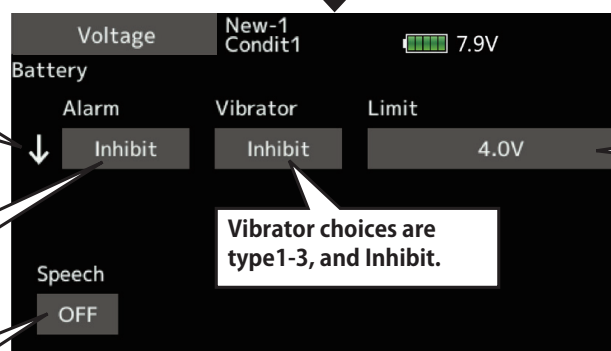 Voltage
New-1
Condit1
7.9V
Battery
Alarm
Vibrator
Limit
↓
Inhibit
Inhibit
4.0V
Vibrator choices are
type1-3, and Inhibit.
Speech
OFF